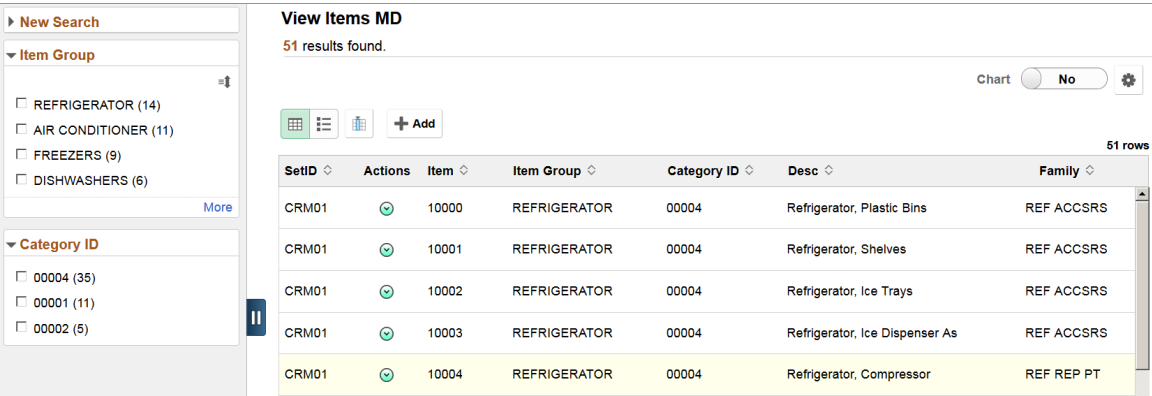 New Search
Item Group
REFRIGERATOR (14)
AIR CONDITIONER (11)
FREEZERS (9)
DISHWASHERS (6)
More
Category ID
00004 (35)
00001 (11)
00002 (5)
View Items MD
51 results found.
Chart No
Add
51 rows
SetID Actions Item Item Group Category ID Desc Family
CRM01 10000 REFRIGERATOR 00004 Refrigerator, Plastic Bins REF ACCSRS
CRM01 10001 REFRIGERATOR 00004 Refrigerator, Shelves REF ACCSRS
CRM01 10002 REFRIGERATOR 00004 Refrigerator, Ice Trays REF ACCSRS
CRM01 10003 REFRIGERATOR 00004 Refrigerator, Ice Dispenser As REF ACCSRS
CRM01 10004 REFRIGERATOR 00004 Refrigerator, Compressor REF REP PT